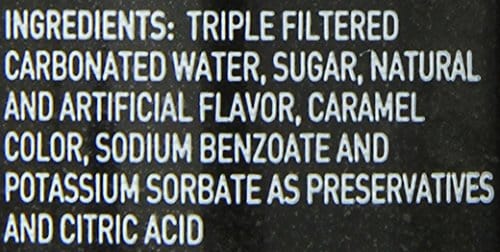 INGREDIENTS: TRIPLE FILTERED
CARBONATED WATER, SUGAR, NATURAL
AND ARTIFICIAL FLAVOR, CARAMEL
COLOR, SODIUM BENZOATE AND
POTASSIUM SORBATE AS PRESERVATIVES
AND CITRIC ACID